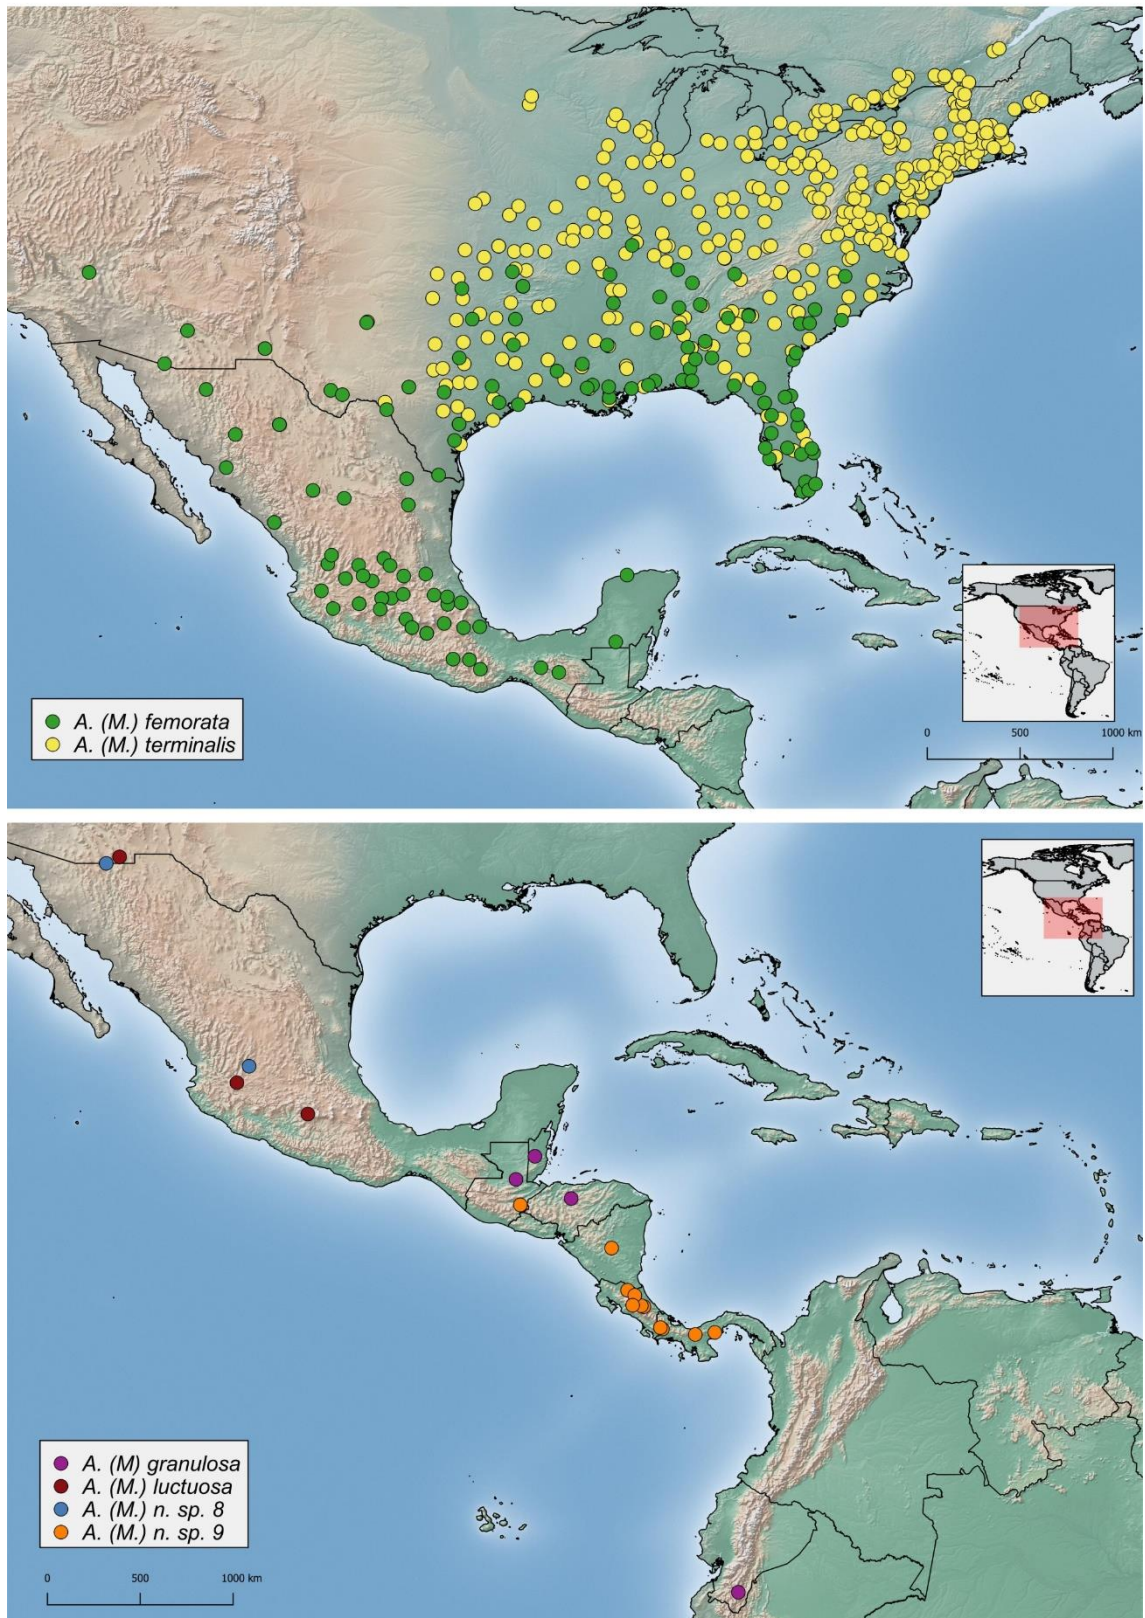 A. (M.) femorata
A. (M.) terminalis
0 500 1000 km
A. (M) granulosa
A. (M.) luctuosa
A. (M.) n. sp. 8
A. (M.) n. sp. 9
0 500 1000 km